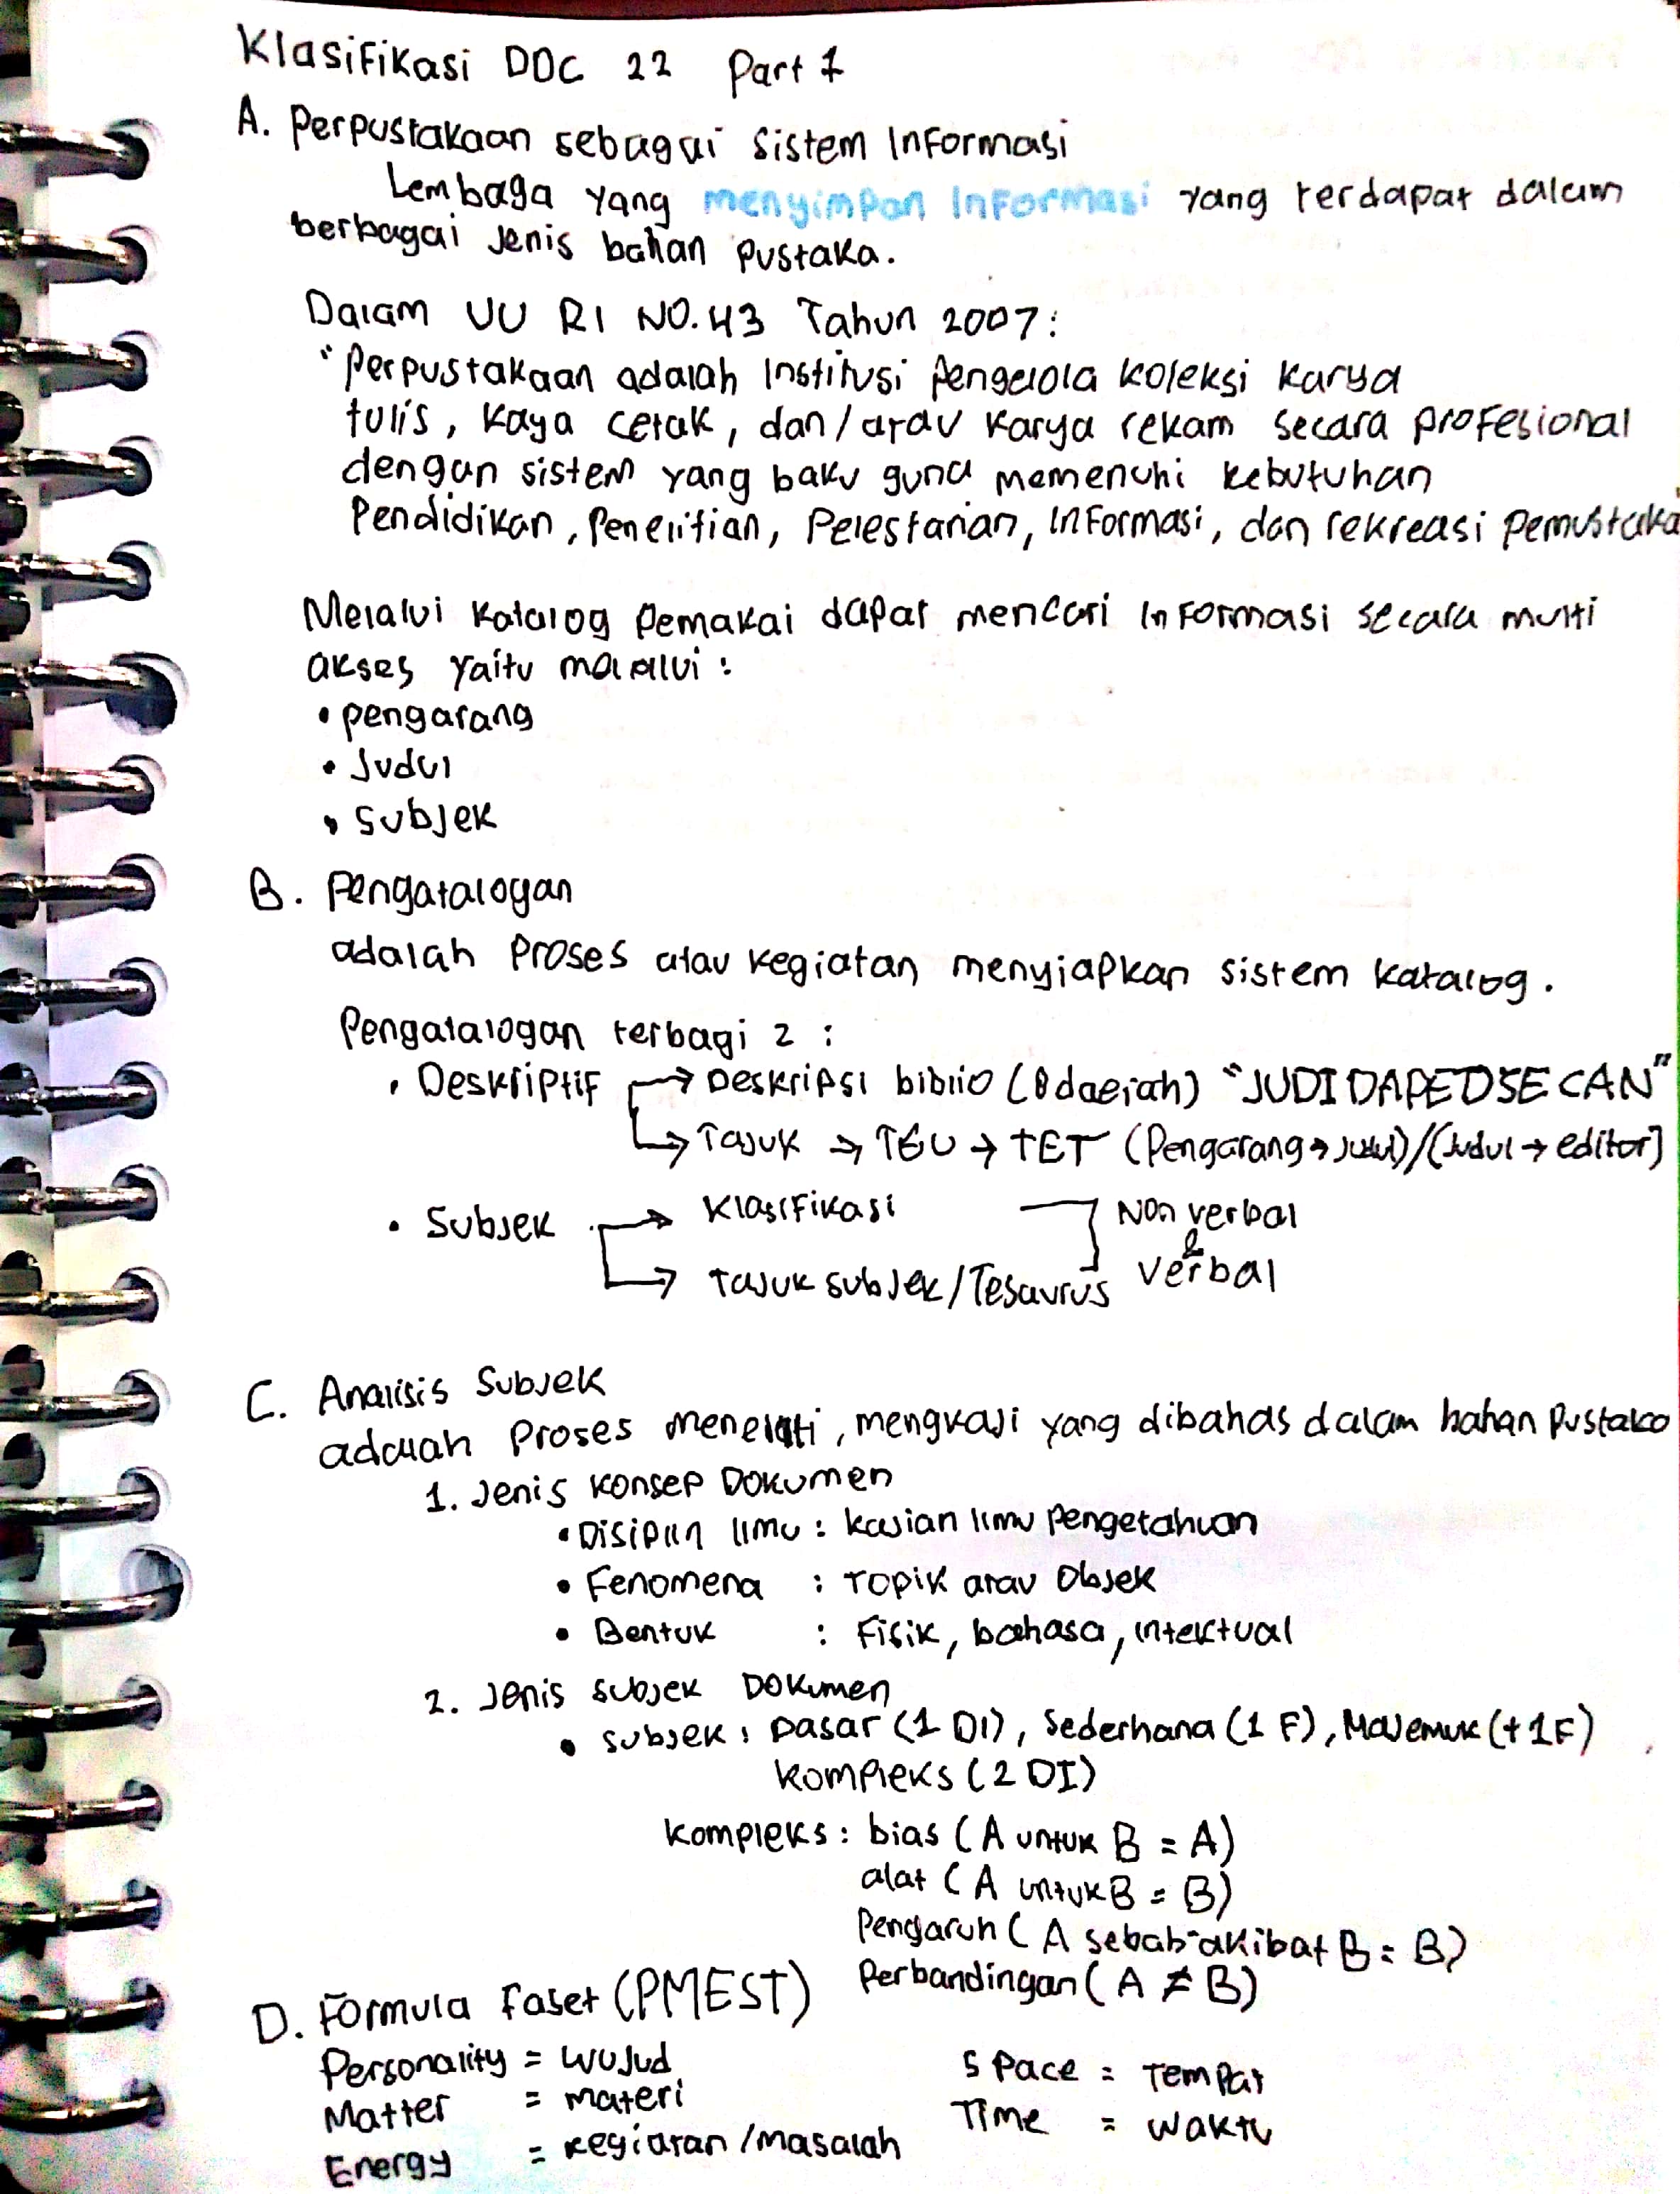 Klasifikasi DDC 22 Part 1
A. Perpustakaan sebagai Sistem Informasi
Lembaga yang menyimpan Informasi yang terdapat dalam
berbagai Jenis bahan Pustaka.
Dalam UU RI NO.43 Tahun 2007:
"Perpustakaan adalah Institusi Pengelola koleksi karya
tulis, kaya cetak, dan/atau karya rekam secara profesional
dengan sistem yang baku guna memenuhi kebutuhan
Pendidikan, Penelitian, Pelestarian, Informasi, dan rekreasi Pemustaka
Melalui Katalog Pemakai dapat mencari Informasi secara multi
akses yaitu malalui :
• pengarang
• Judul
• Subjek
B. Pengatalogan
adalah Proses atau kegiatan menyiapkan sistem katalog.
Pengatalogan terbagi 2 :
• Deskriptif → Deskripsi biblio (8 daerah) "JUDI DAPEDSE CAN"
→ Tajuk → TEU → TET (Pengarang → Judul)/(Judul → editor)
• Subjek → Klasifikasi Non verbal
&
→ Tajuk subjek/Tesaurus Verbal
C. Analisis Subjek
adalah Proses meneliti, mengkaji yang dibahas dalam bahan Pustaka
1. Jenis Konsep Dokumen
• Disiplin Ilmu : Kajian Ilmu Pengetahuan
• Fenomena : Topik atau Objek
• Bentuk : Fisik, bahasa, intektual
2. Jenis subjek Dokumen
• Subjek : Dasar (1 DI), Sederhana (1 F), Majemuk (+1F)
Kompleks (2 DI)
Kompleks : bias (A untuk B = A)
alat (A untuk B = B)
Pengaruh (A sebab-akibat B = B)
Perbandingan (A ≠ B)
D. Formula Faset (PMEST)
Personality = Wujud
Matter = materi
Energy = kegiatan/masalah
Space = Tempat
Time = Waktu